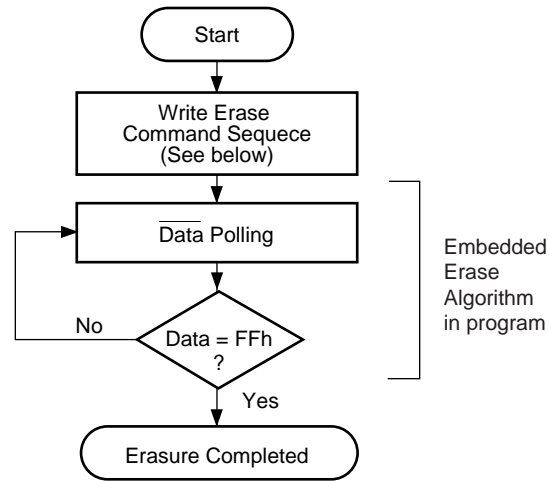 Start
Write Erase
Command Sequece
(See below)
Data Polling
Embedded
Erase
Algorithm
in program
No
Data = FFh
?
Yes
Erasure Completed